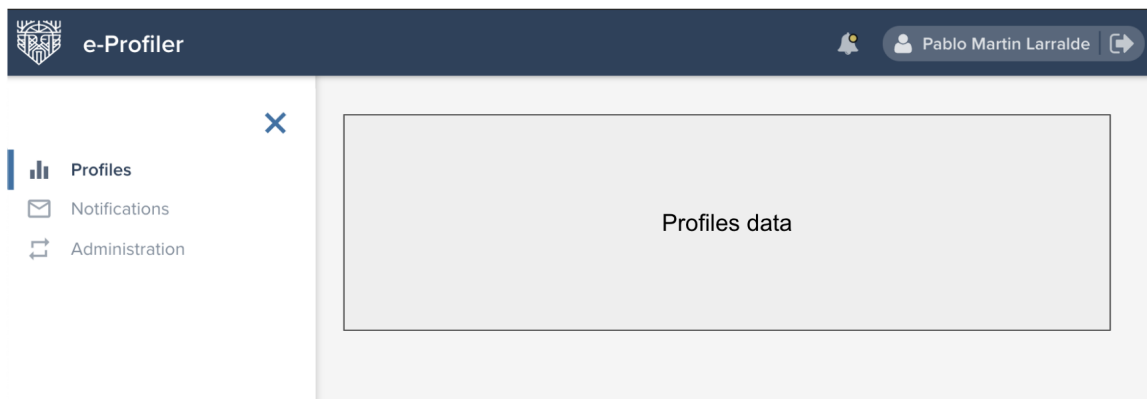 e-Profiler
Pablo Martin Larralde
Profiles
Notifications
Administration
Profiles data